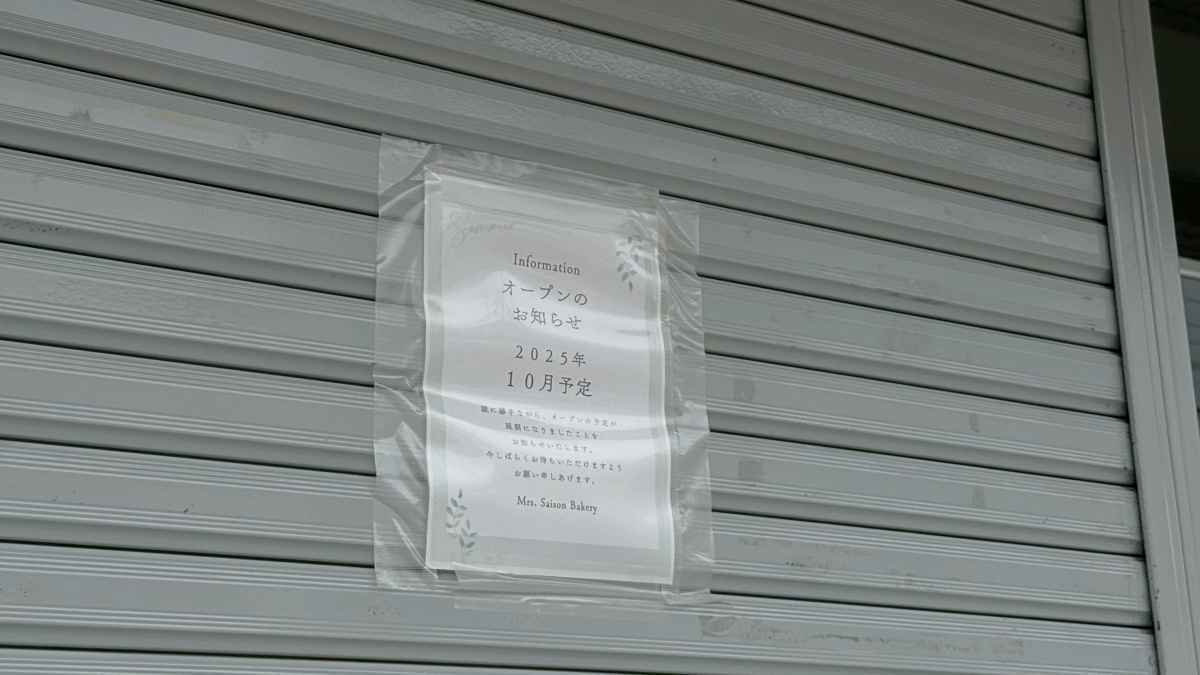 Information
オープンの
お知らせ
2025年
10月予定
誠に勝手ながら、オープンの予定が
延期になりましたことを
お知らせいたします。
今しばらくお待ちいただけますよう
お願い申しあげます。
Mrs. Saison Bakery